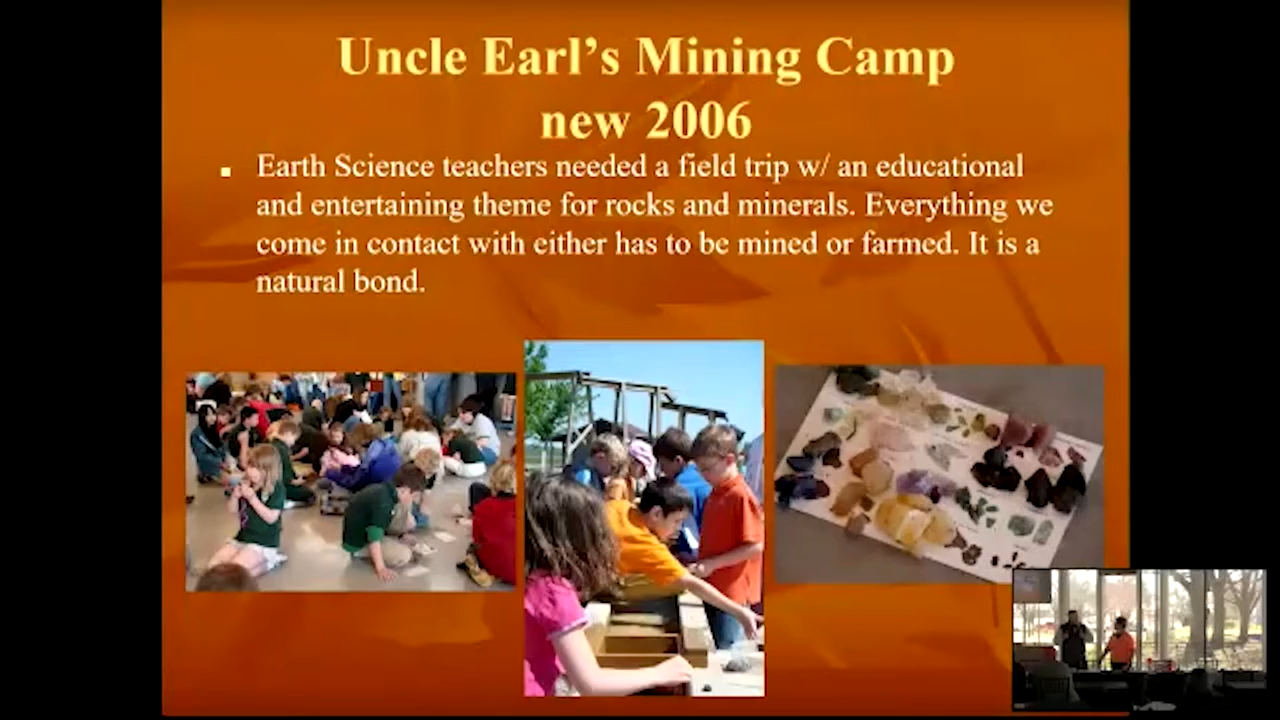 Uncle Earl's Mining Camp
new 2006
Earth Science teachers needed a field trip w/ an educational
and entertaining theme for rocks and minerals. Everything we
come in contact with either has to be mined or farmed. It is a
natural bond.